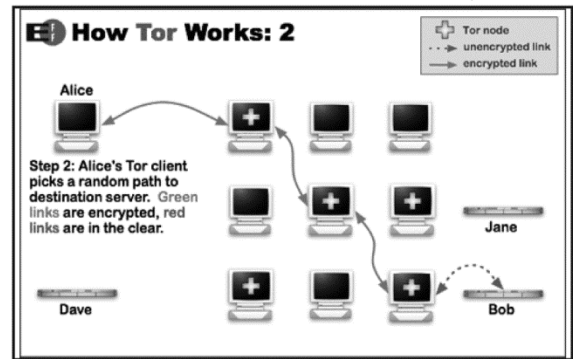 EFF How Tor Works: 2
Tor node
unencrypted link
encrypted link
Alice
Step 2: Alice's Tor client
picks a random path to
destination server. Green
links are encrypted, red
links are in the clear.
Jane
Dave
Bob